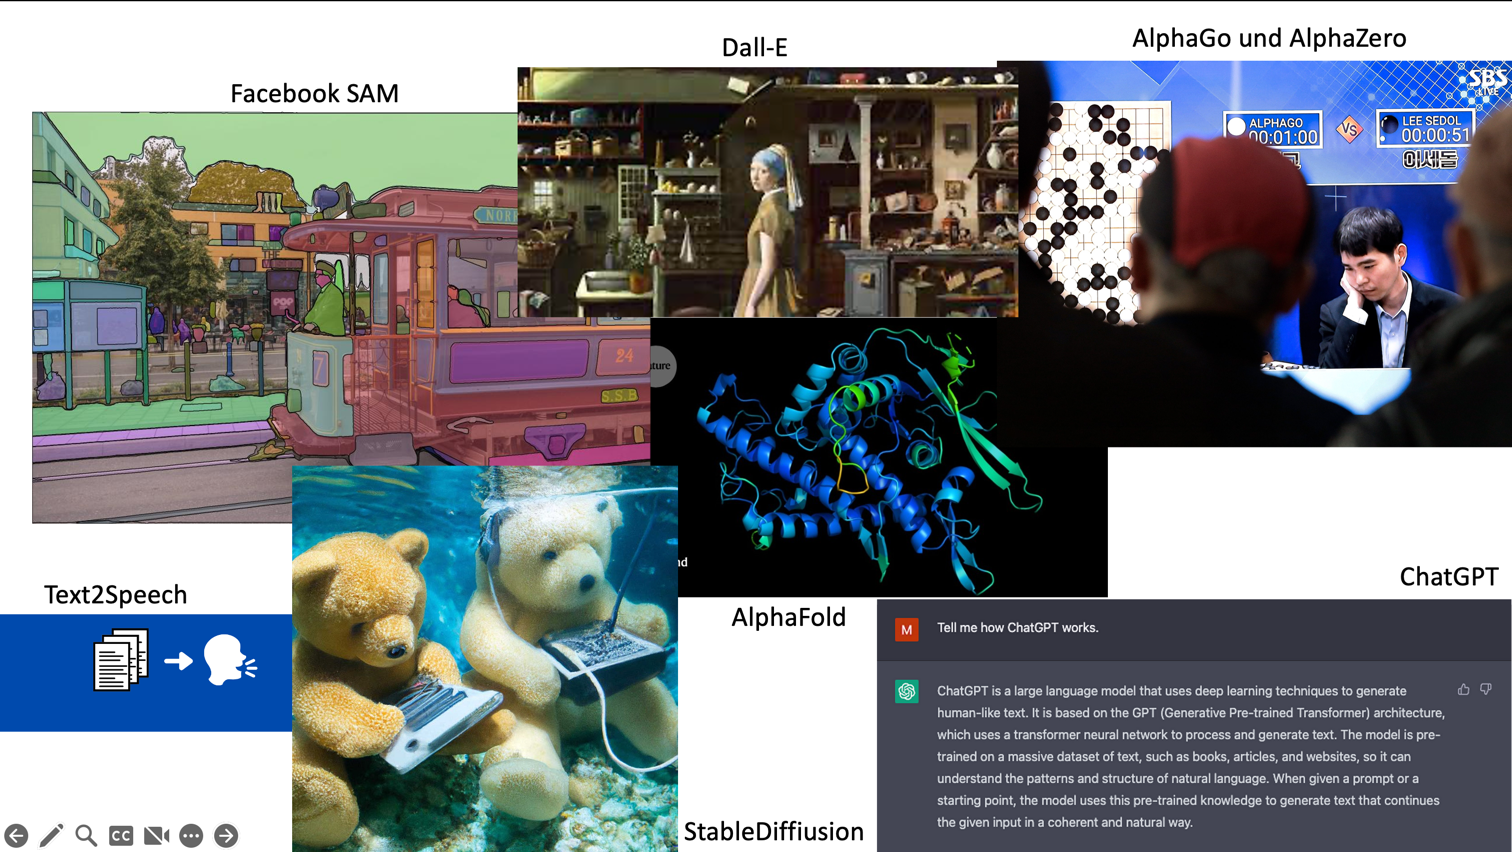 Dall-E
AlphaGo und AlphaZero
Facebook SAM
SBS
LIVE
ALPHAGO
00:01:00
VS
LEE SEDOL
00:00:51
이세돌
NORR
POP
7
24
S.S.B
ture
nd
Text2Speech
AlphaFold
ChatGPT
M
Tell me how ChatGPT works.
ChatGPT is a large language model that uses deep learning techniques to generate
human-like text. It is based on the GPT (Generative Pre-trained Transformer) architecture,
which uses a transformer neural network to process and generate text. The model is pre-
trained on a massive dataset of text, such as books, articles, and websites, so it can
understand the patterns and structure of natural language. When given a prompt or a
starting point, the model uses this pre-trained knowledge to generate text that continues
the given input in a coherent and natural way.
StableDiffiusion
CC